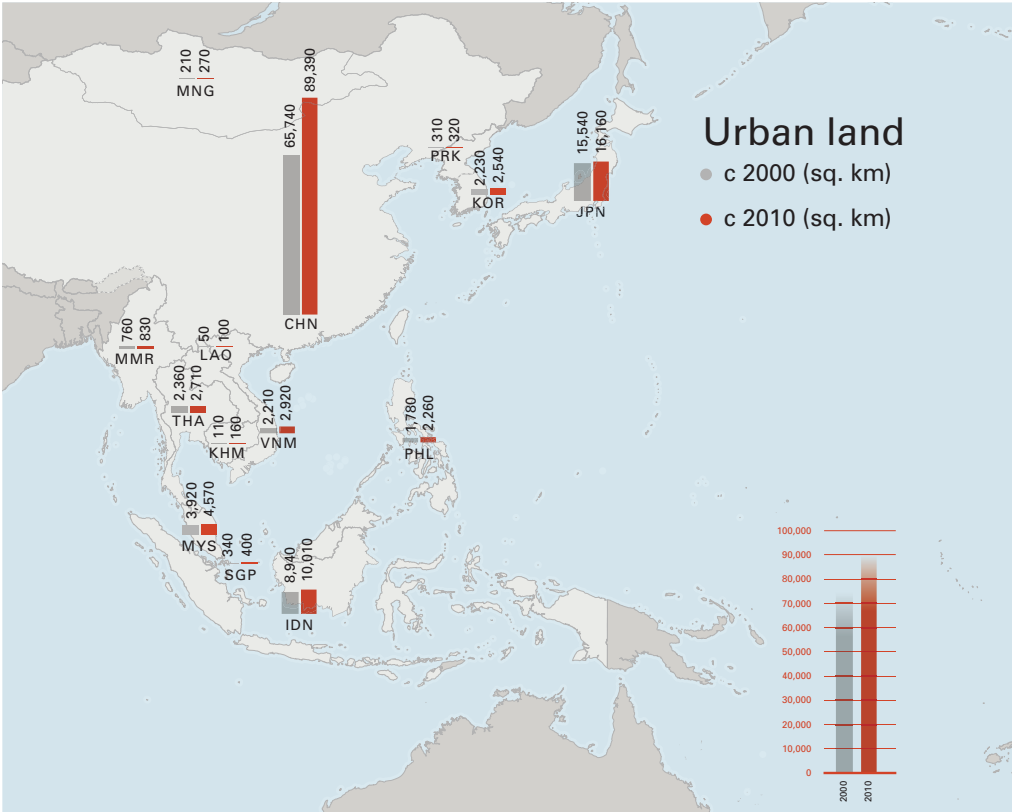 Urban land
c 2000 (sq. km)
c 2010 (sq. km)
210 270
MNG
65,740 89,390
CHN
310 320
PRK
2,230 2,540
KOR
15,540 16,160
JPN
760 830
MMR
50 100
LAO
2,360 2,710
THA
110 160
KHM
2,210 2,920
VNM
1,780 2,260
PHL
3,920 4,570
MYS
340 400
SGP
8,940 10,010
IDN
100,000
90,000
80,000
70,000
60,000
50,000
40,000
30,000
20,000
10,000
0
2000 2010